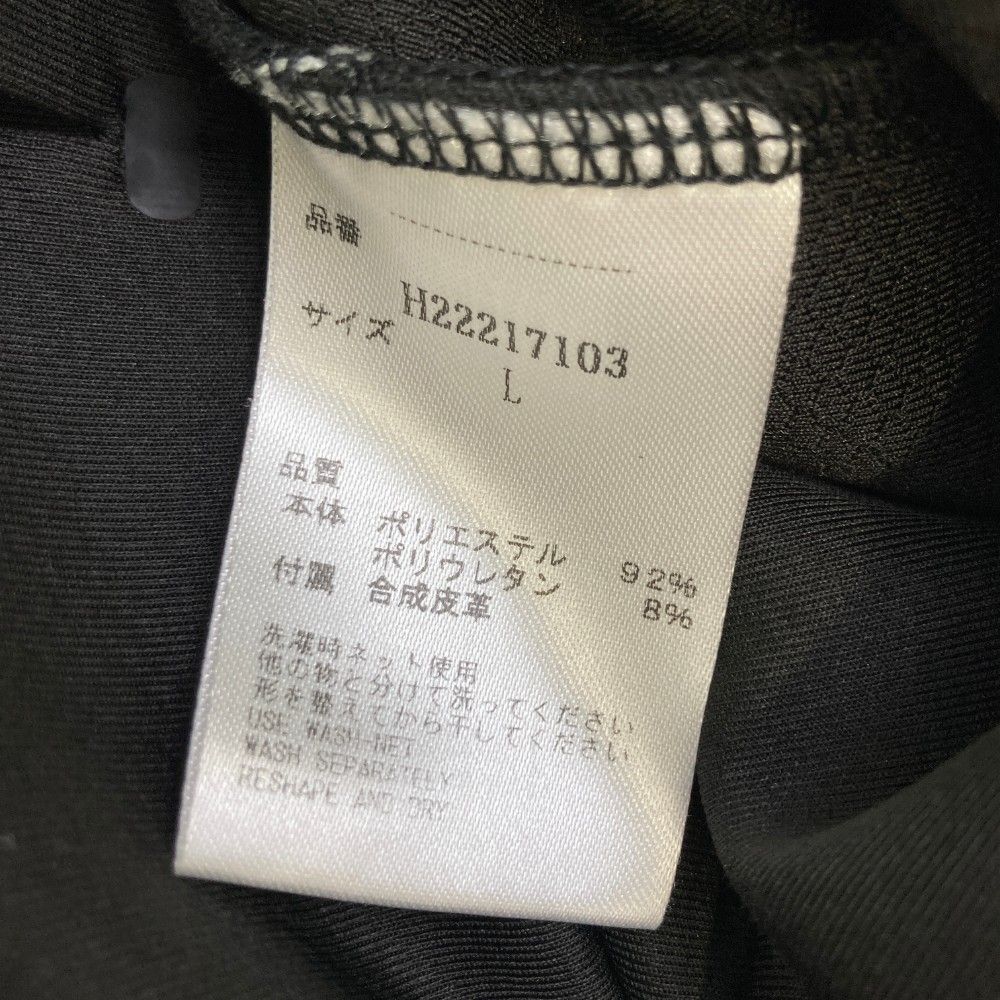 品番
H22217103
サイズ
L
品質
本体 ポリエステル 92%
ポリウレタン 8%
付属 合成皮革
洗濯時ネット使用
他の物と分けて洗ってください
形を整えてから干してください
USE WASH-NET
WASH SEPARATELY
RESHAPE AND DRY